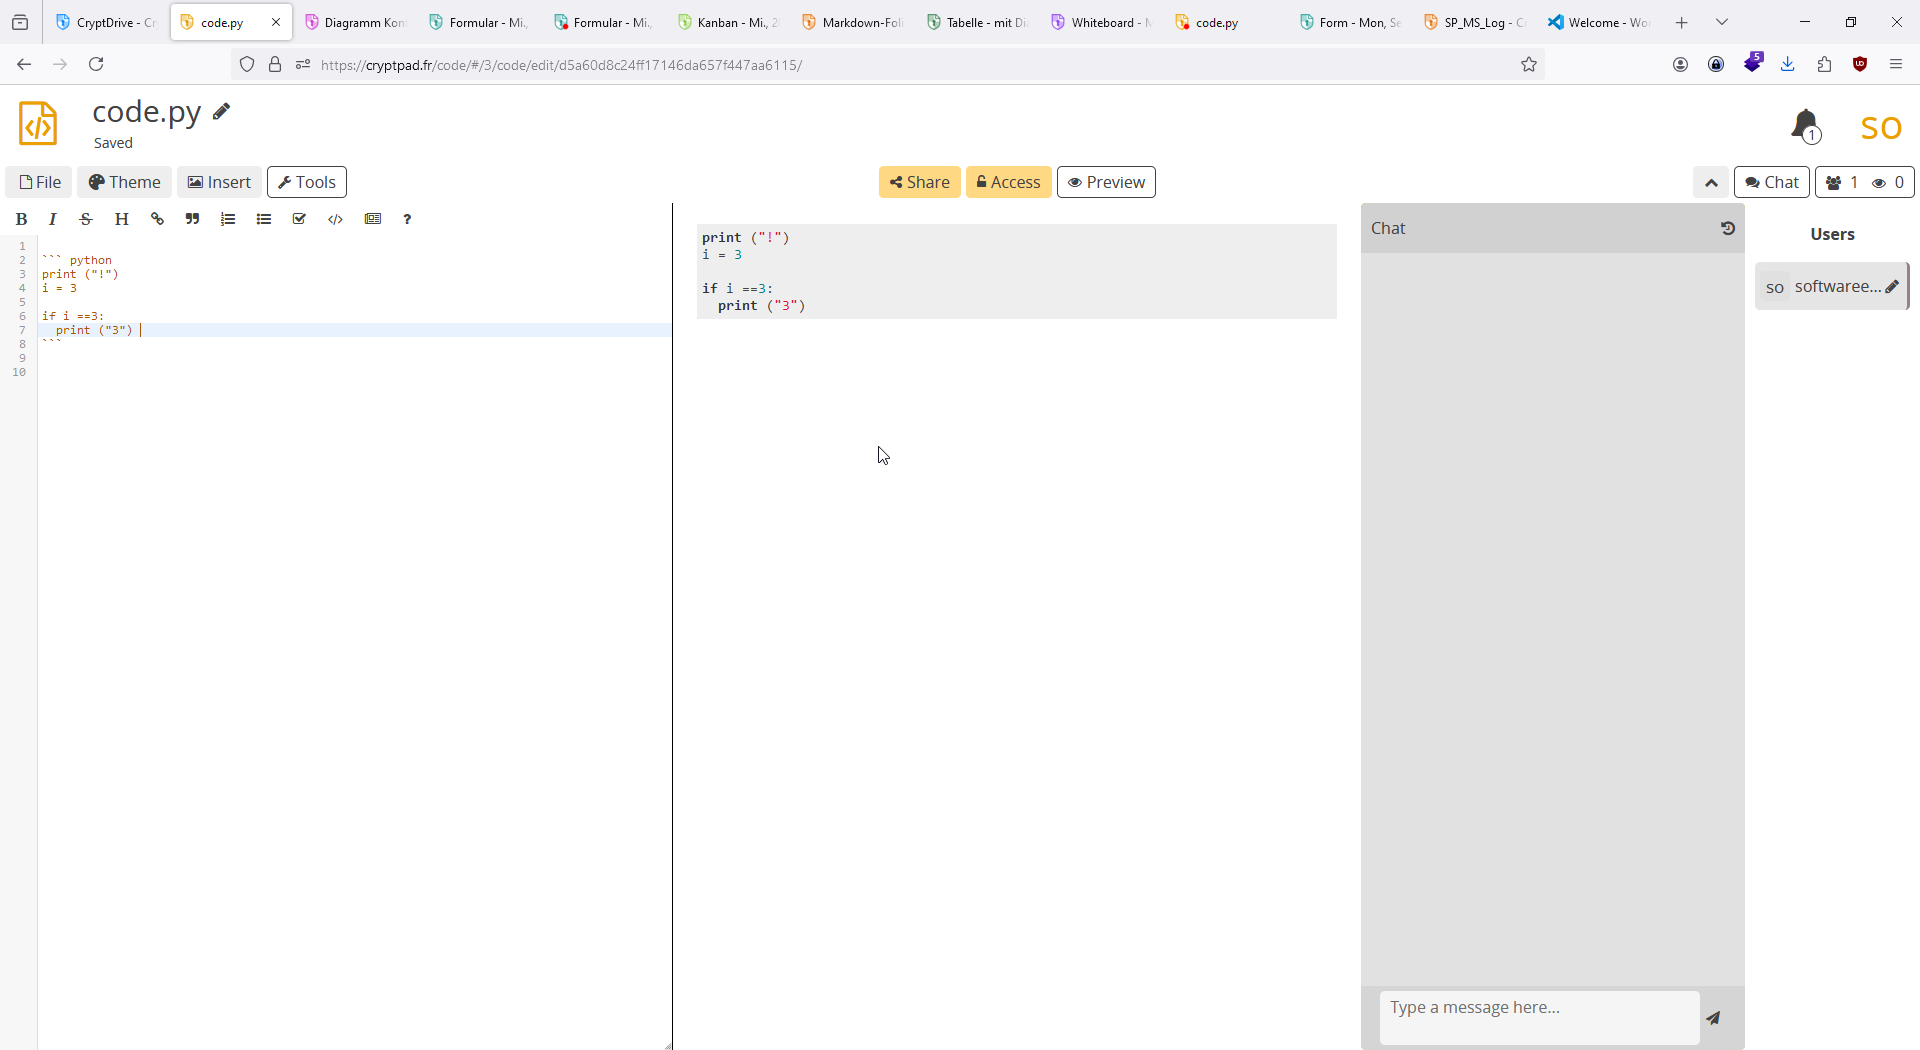 CryptDrive - Cr
code.py
Diagramm Kon
Formular - Mi.,
Formular - Mi.,
Kanban - Mi., 2
Markdown-Foli
Tabelle - mit Di
Whiteboard - M
code.py
Form - Mon, Se
SP_MS_Log - C
Welcome - Wo
https://cryptpad.fr/code/#/3/code/edit/d5a60d8c24ff17146da657f447aa6115/
5
code.py
Saved
1
SO
File
Theme
Insert
Tools
Share
Access
Preview
Chat
1
0
B I S H
?
1
2 ``` python
3 print ("!")
4 i = 3
5
6 if i ==3:
7   print ("3")
8 ```
9
10
print ("!")
i = 3
if i ==3:
  print ("3")
Chat
Type a message here...
Users
so softwaree...